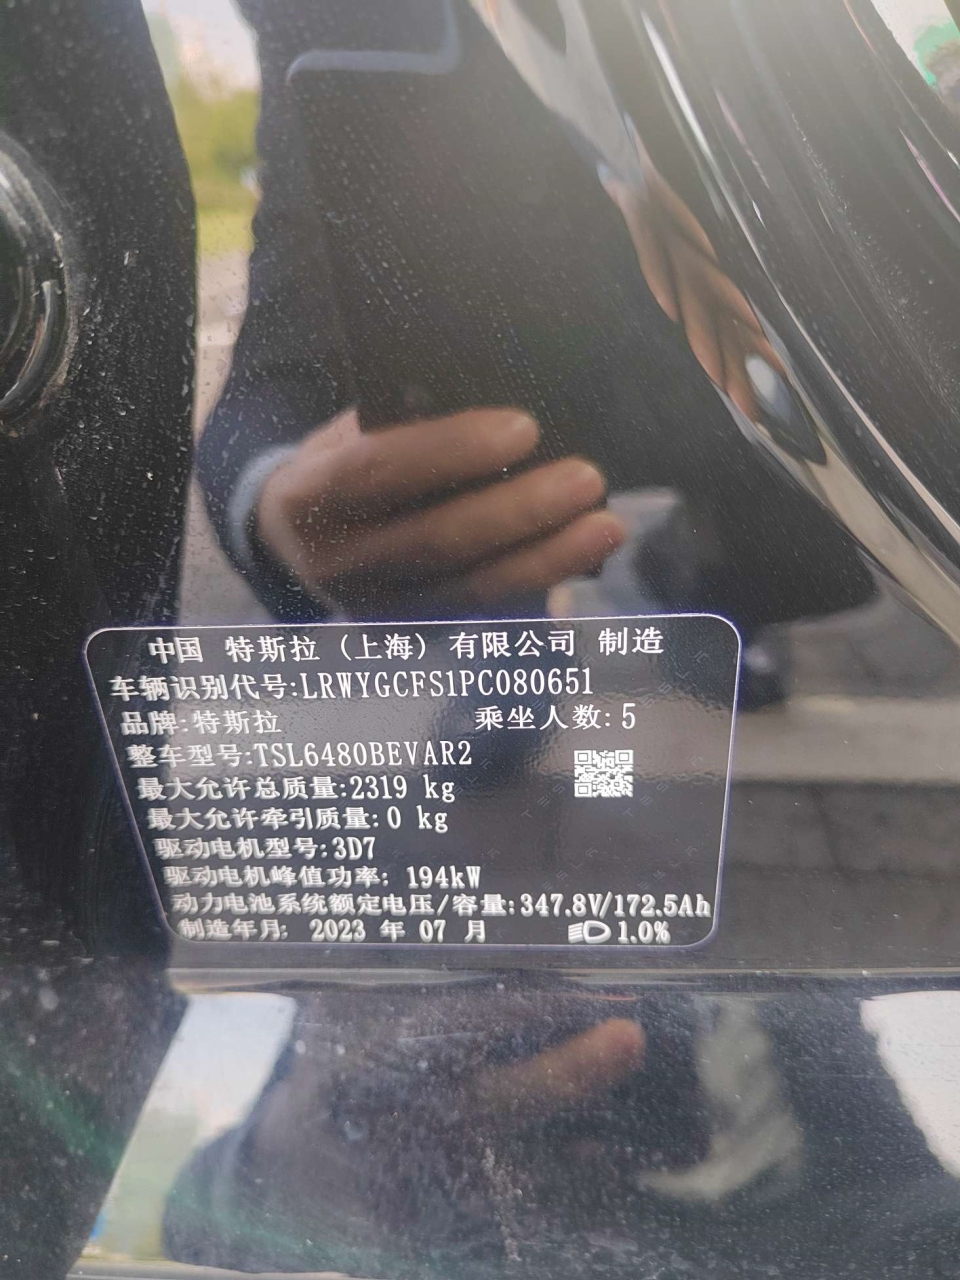 中国 特斯拉 (上海) 有限公司 制造
车辆识别代号:LRWYGCFS1PC080651
品牌:特斯拉 乘坐人数:5
整车型号:TSL6480BEVAR2
最大允许总质量:2319 kg
最大允许牵引质量:0 kg
驱动电机型号:3D7
驱动电机峰值功率: 194kW
动力电池系统额定电压/容量:347.8V/172.5Ah
制造年月: 2023 年 07 月 1.0%